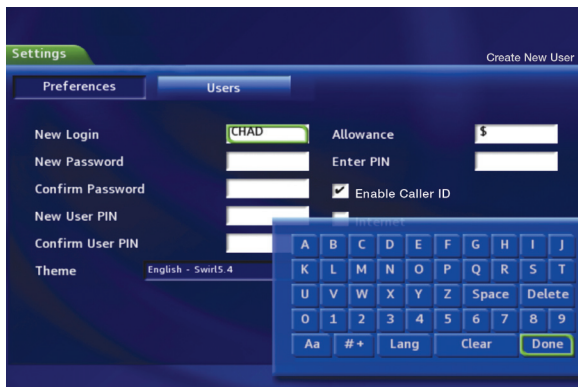 Settings
Create New User
Preferences Users
New Login CHAD Allowance $
New Password Enter PIN
Confirm Password ✔ Enable Caller ID
New User PIN Internet
Confirm User PIN
Theme English - Swirl5.4
A B C D E F G H I J
K L M N O P Q R S T
U V W X Y Z Space Delete
0 1 2 3 4 5 6 7 8 9
Aa #+ Lang Clear Done